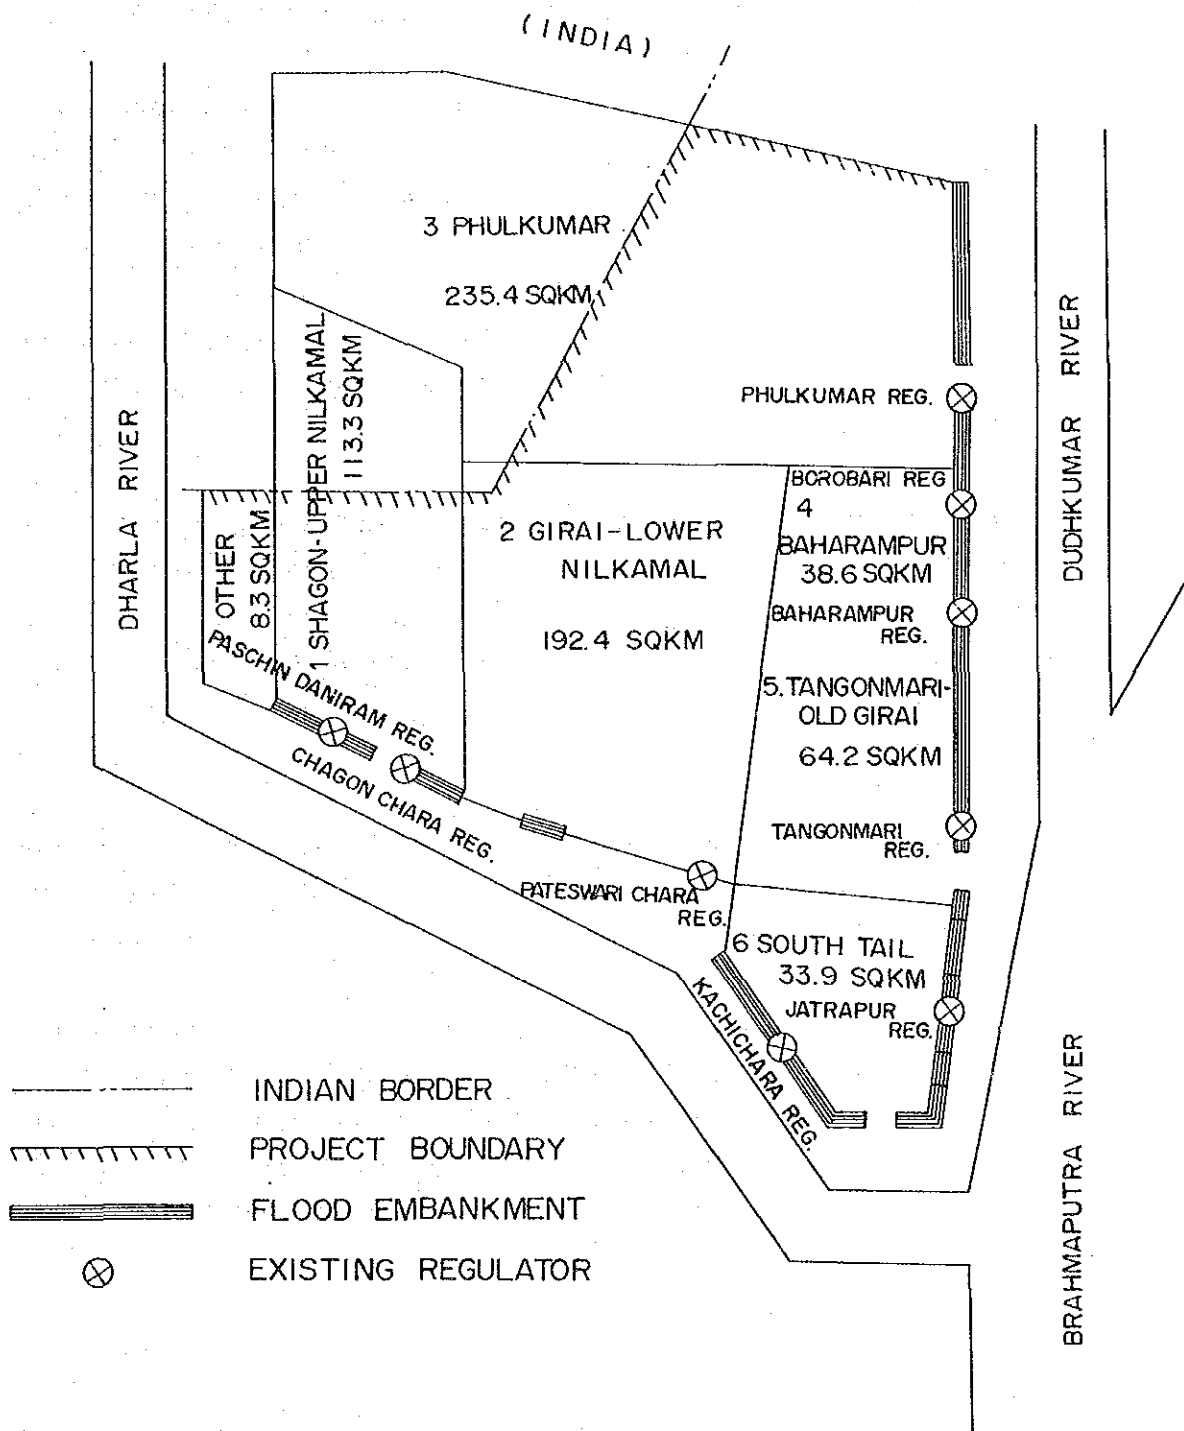 (INDIA)
3 PHULKUMAR
235.4 SQKM
PHULKUMAR REG.
DHARLA RIVER
DUDHKUMAR RIVER
1 SHAGON-UPPER NILKAMAL
113.3 SQKM
OTHER
8.3 SQKM
2 GIRAI-LOWER
NILKAMAL
192.4 SQKM
BOROBARI REG
4
BAHARAMPUR
38.6 SQKM
BAHARAMPUR
REG.
5.TANGONMARI-
OLD GIRAI
64.2 SQKM
TANGONMARI
REG.
PASCHIN DANIRAM REG.
CHAGON CHARA REG.
PATESWARI CHARA
REG.
6 SOUTH TAIL
33.9 SQKM
JATRAPUR
REG.
KACHICHARA REG.
BRAHMAPUTRA RIVER
INDIAN BORDER
PROJECT BOUNDARY
FLOOD EMBANKMENT
EXISTING REGULATOR